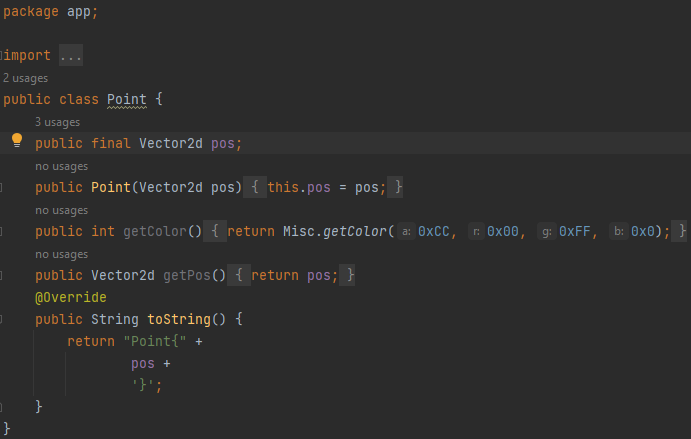 package app;
import ...
2 usages
public class Point {
3 usages
public final Vector2d pos;
no usages
public Point(Vector2d pos) { this.pos = pos; }
no usages
public int getColor() { return Misc.getColor( a: 0xCC, r: 0x00, g: 0xFF, b: 0x0); }
no usages
public Vector2d getPos() { return pos; }
@Override
public String toString() {
return "Point{" +
pos +
'}';
}
}